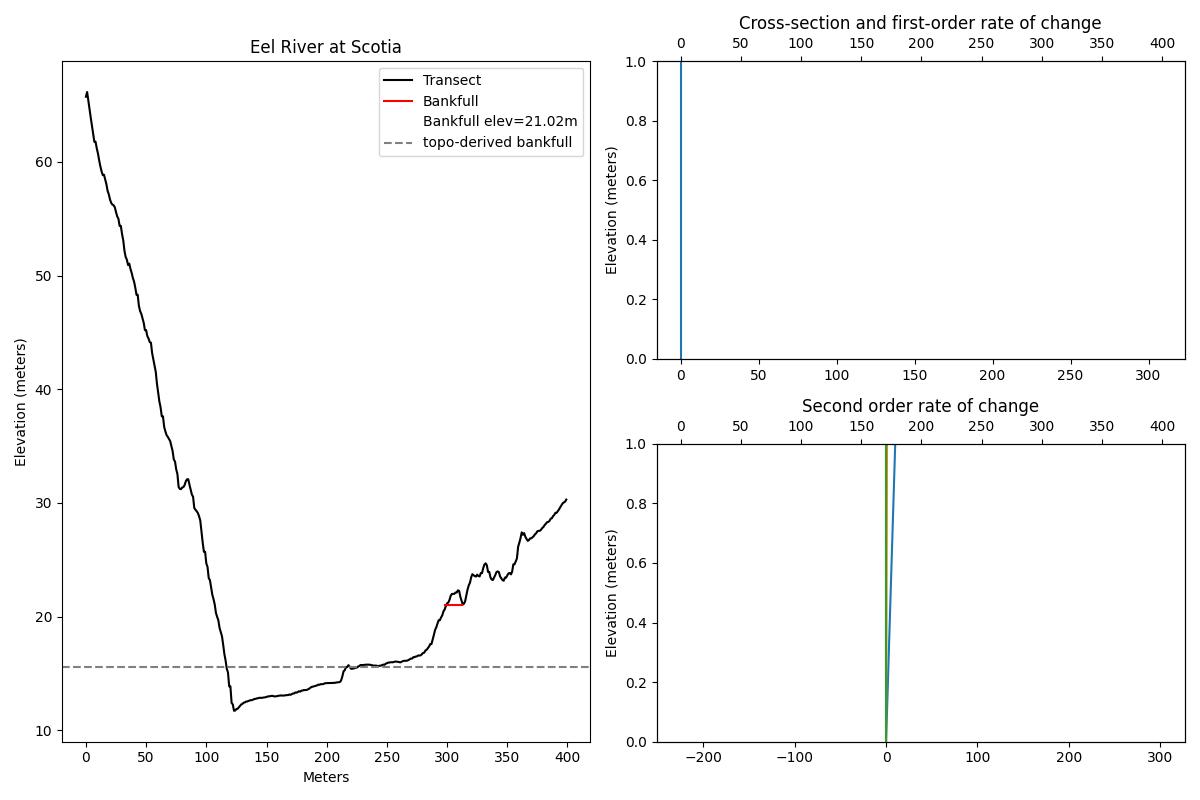 Eel River at Scotia
Transect
Bankfull
Bankfull elev=21.02m
topo-derived bankfull
60
50
40
30
20
10
Elevation (meters)
0 50 100 150 200 250 300 350 400
Meters
Cross-section and first-order rate of change
0 50 100 150 200 250 300 350 400
1.0
0.8
0.6
0.4
0.2
0.0
Elevation (meters)
0 50 100 150 200 250 300
Second order rate of change
0 50 100 150 200 250 300 350 400
1.0
0.8
0.6
0.4
0.2
0.0
Elevation (meters)
−200 −100 0 100 200 300